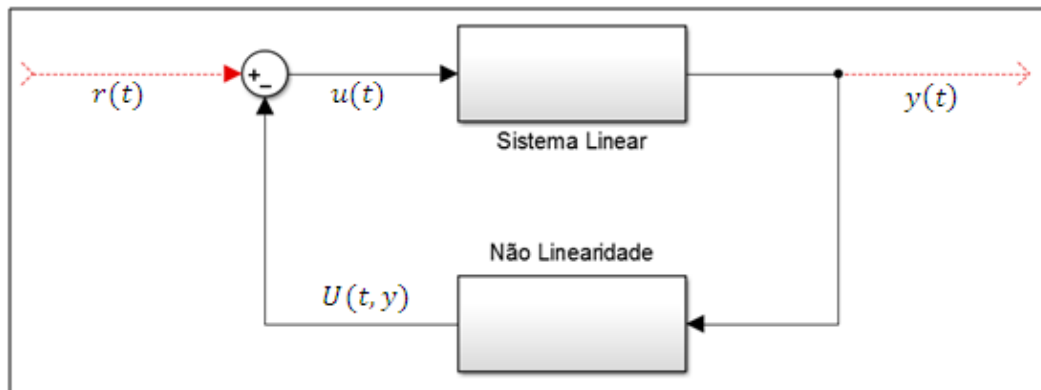 +
−
r(t)
u(t)
y(t)
Sistema Linear
Não Linearidade
U(t, y)